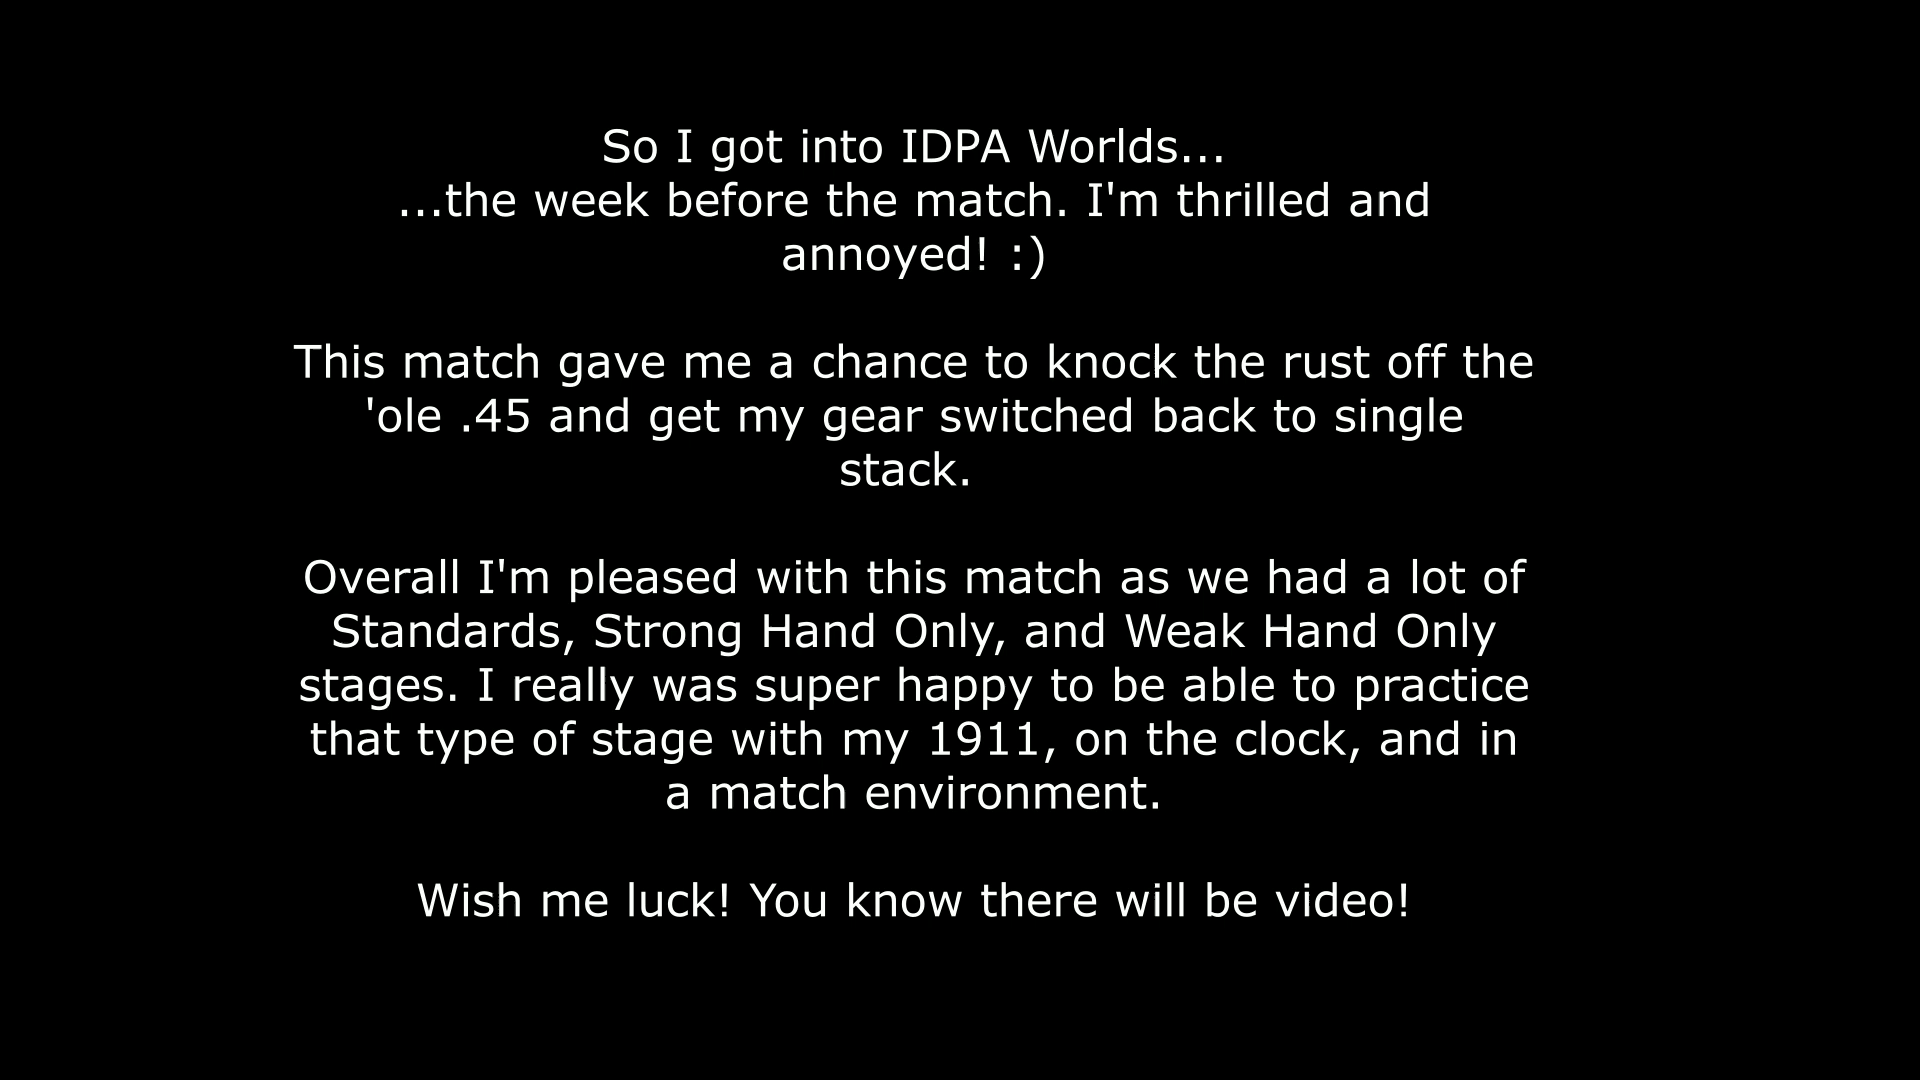 So I got into IDPA Worlds...
...the week before the match. I'm thrilled and
annoyed! :)
This match gave me a chance to knock the rust off the
'ole .45 and get my gear switched back to single
stack.
Overall I'm pleased with this match as we had a lot of
Standards, Strong Hand Only, and Weak Hand Only
stages. I really was super happy to be able to practice
that type of stage with my 1911, on the clock, and in
a match environment.
Wish me luck! You know there will be video!